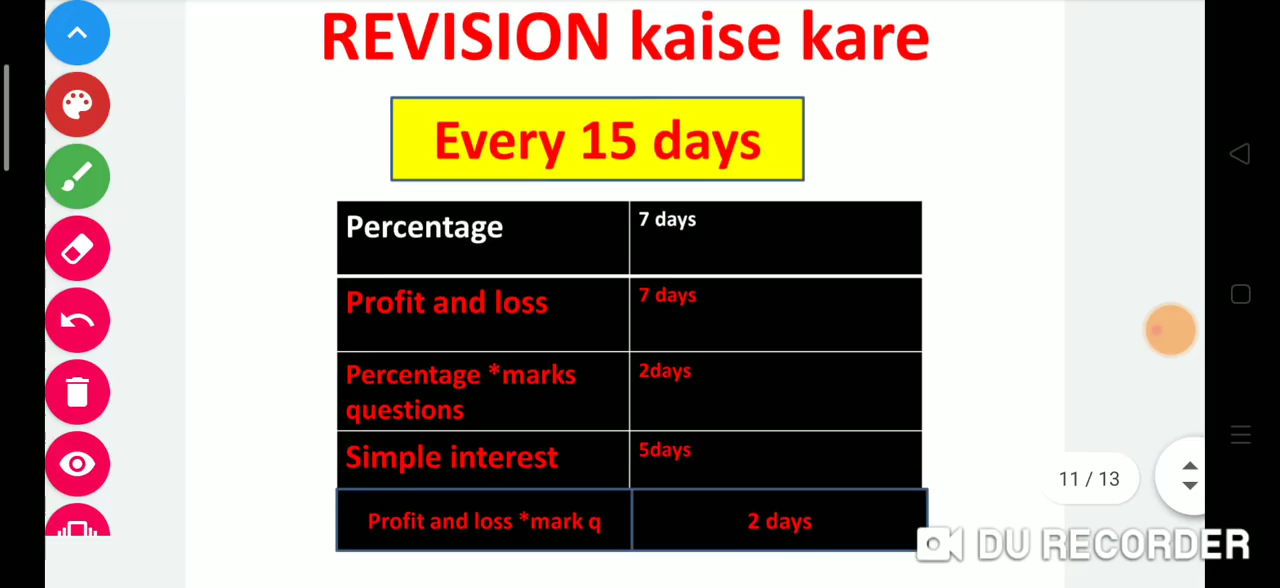 REVISION kaise kare
Every 15 days
Percentage 7 days
Profit and loss 7 days
Percentage *marks 2days
questions
Simple interest 5days
Profit and loss *mark q 2 days
11 / 13
DU RECORDER